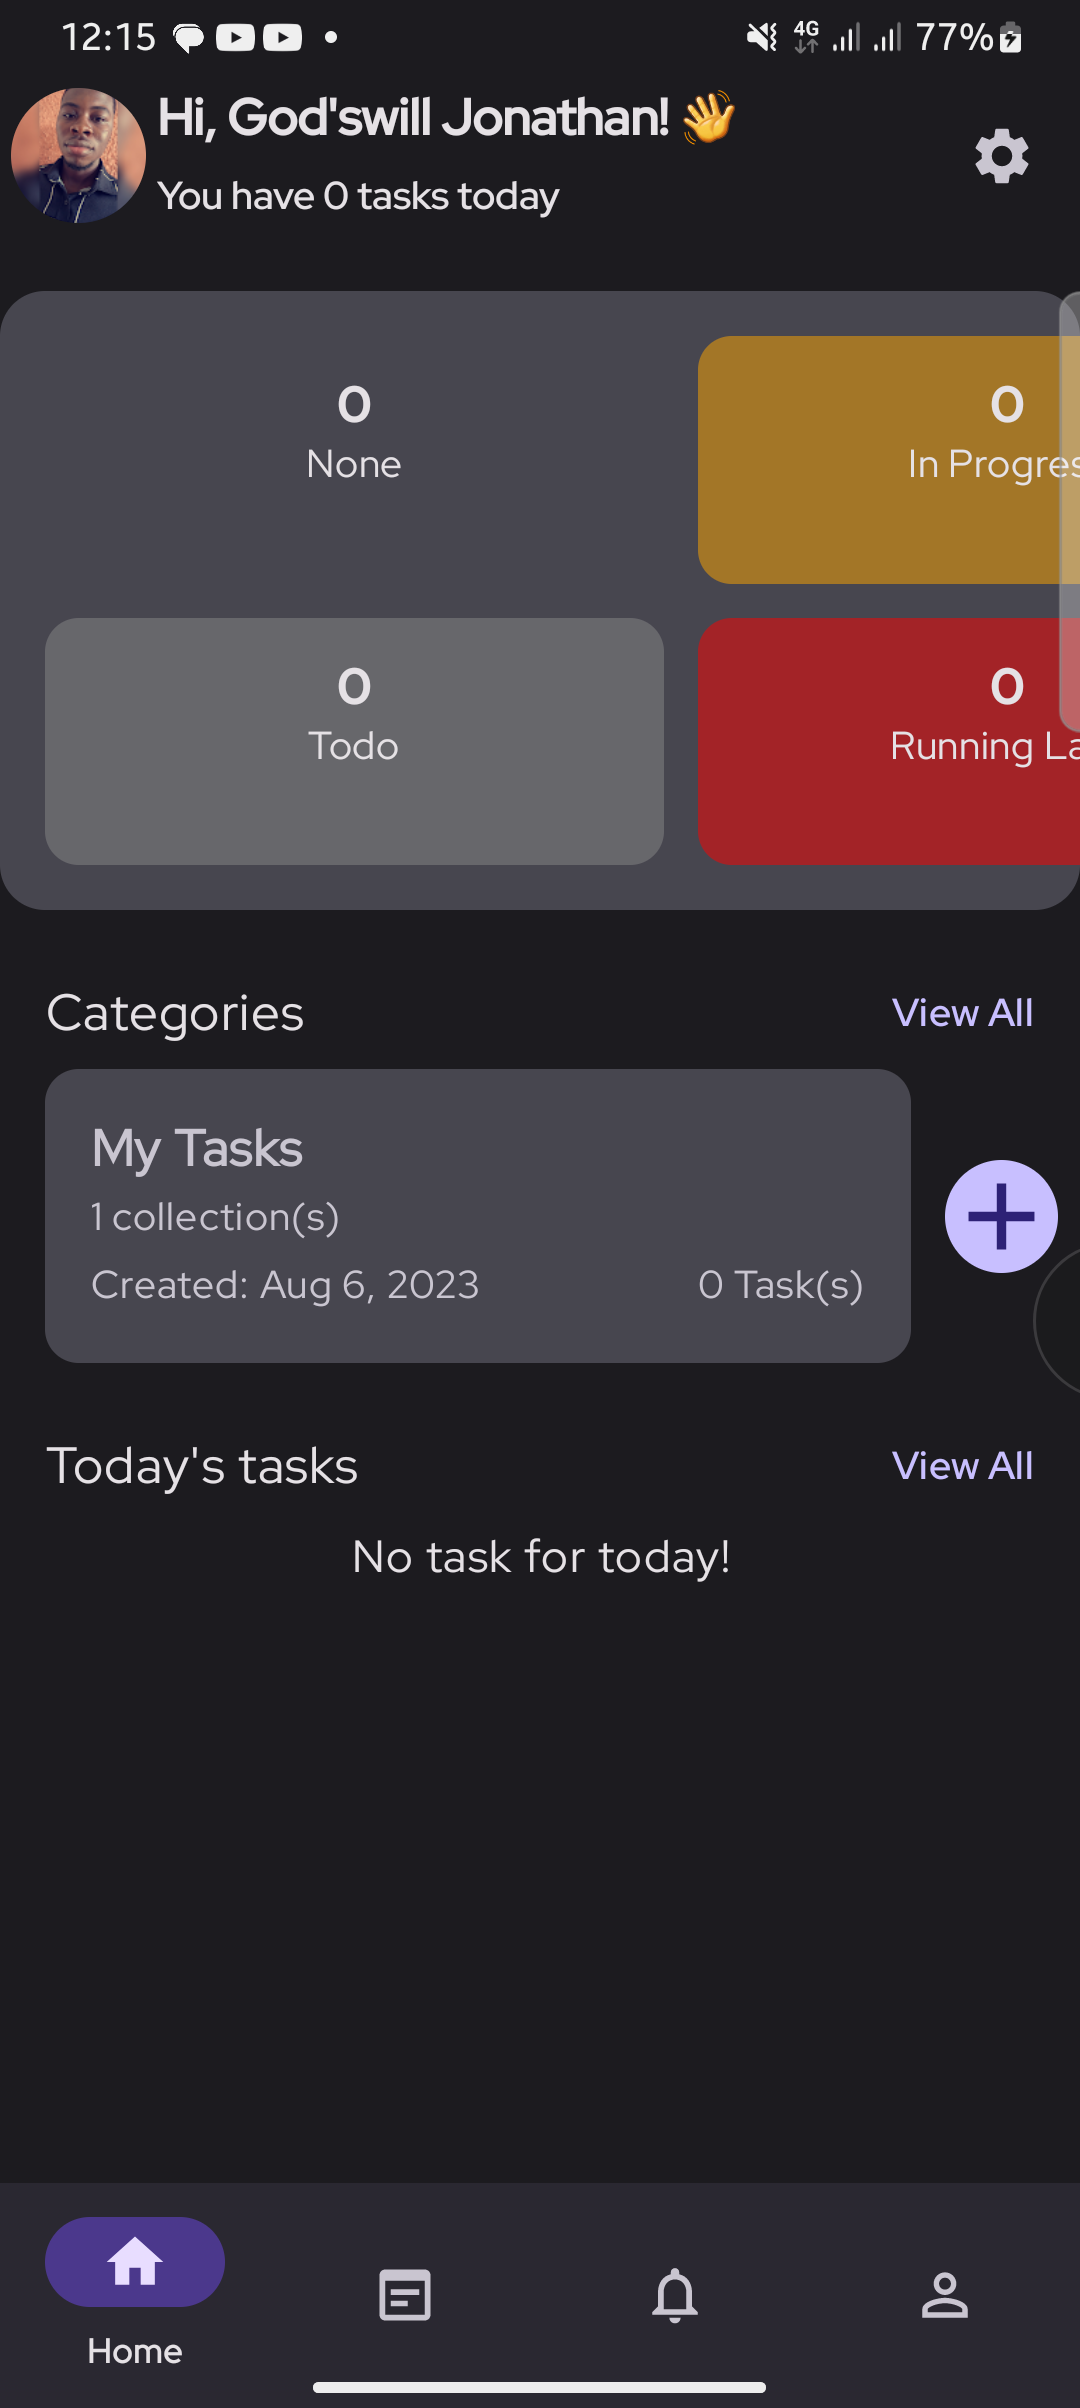 12:15
4G 77%
Hi, God'swill Jonathan! 👋
You have 0 tasks today
0
None
0
In Progres
0
Todo
0
Running La
Categories
View All
My Tasks
1 collection(s)
Created: Aug 6, 2023
0 Task(s)
Today's tasks
View All
No task for today!
Home